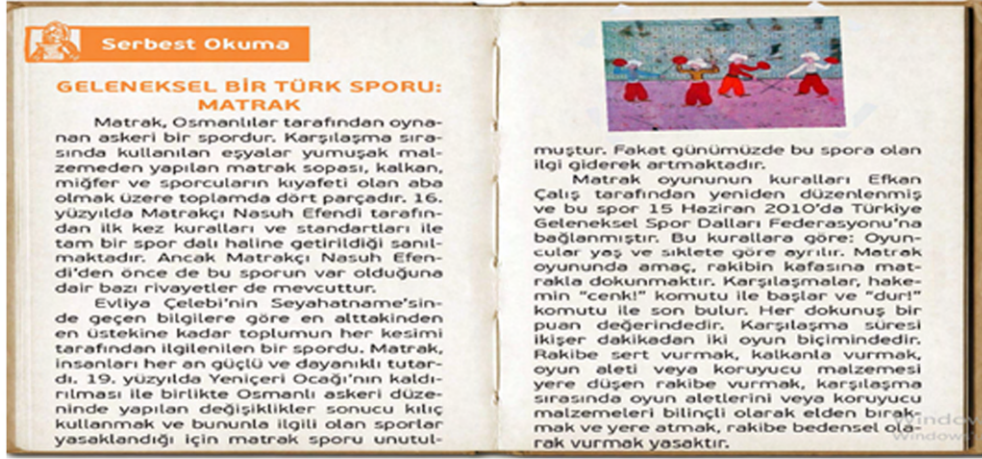 Serbest Okuma
GELENEKSEL BİR TÜRK SPORU:
MATRAK
Matrak, Osmanlılar tarafından oyna-
nan askeri bir spordur. Karşılaşma sıra-
sında kullanılan eşyalar yumuşak mal-
zemeden yapılan matrak sopası, kalkan,
miğfer ve sporcuların kıyafeti olan aba
olmak üzere toplamda dört parçadır. 16.
yüzyılda Matrakçı Nasuh Efendi tarafın-
dan ilk kez kuralları ve standartları ile
tam bir spor dalı haline getirildiği sanıl-
maktadır. Ancak Matrakçı Nasuh Efen-
di'den önce de bu sporun var olduğuna
dair bazı rivayetler de mevcuttur.
Evliya Çelebi'nin Seyahatname'sin-
de geçen bilgilere göre en alttakinden
en üstekine kadar toplumun her kesimi
tarafından ilgilenilen bir spordu. Matrak,
insanları her an güçlü ve dayanıklı tutar-
dı. 19. yüzyılda Yeniçeri Ocağı'nın kaldı-
rılması ile birlikte Osmanlı askeri düze-
ninde yapılan değişiklikler sonucu kılıç
kullanmak ve bununla ilgili olan sporlar
yasaklandığı için matrak sporu unutul-
muştur. Fakat günümüzde bu spora olan
ilgi giderek artmaktadır.
Matrak oyununun kuralları Efkan
Çalış tarafından yeniden düzenlenmiş
ve bu spor 15 Haziran 2010'da Türkiye
Geleneksel Spor Dalları Federasyonu'na
bağlanmıştır. Bu kurallara göre: Oyun-
cular yaş ve siklete göre ayrılır. Matrak
oyununda amaç, rakibin kafasına mat-
rakla dokunmaktır. Karşılaşmalar, hake-
min "cenk!" komutu ile başlar ve "dur!"
komutu ile son bulur. Her dokunuş bir
puan değerindedir. Karşılaşma süresi
ikişer dakikadan iki oyun biçimindedir.
Rakibe sert vurmak, kalkanla vurmak,
oyun aleti veya koruyucu malzemesi
yere düşen rakibe vurmak, karşılaşma
sırasında oyun aletlerini veya koruyucu
malzemeleri bilinçli olarak elden bırak-
mak ve yere atmak, rakibe bedensel ola-
rak vurmak yasaktır.
Window
Windows